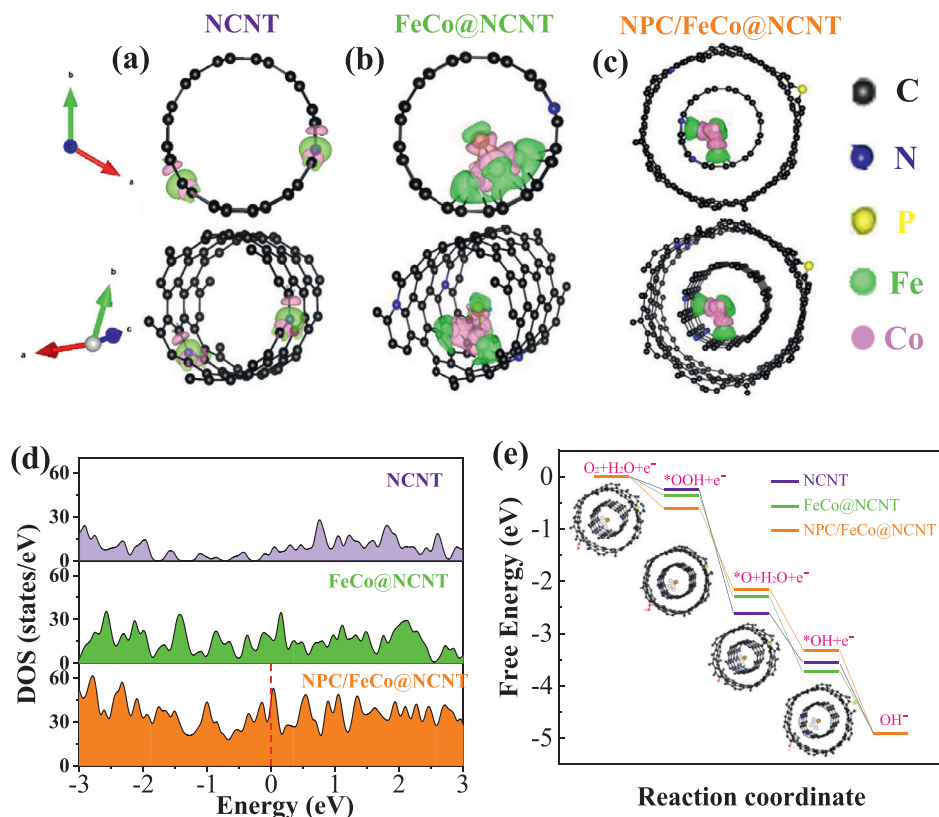 NCNT
FeCo@NCNT
NPC/FeCo@NCNT
(a)
(b)
(c)
b
c
a
C
N
P
Fe
Co
b
c
a
(d)
60
30
0
NCNT
60
30
0
FeCo@NCNT
60
30
0
NPC/FeCo@NCNT
DOS (states/eV)
-3
-2
-1
0
1
2
3
Energy (eV)
(e)
0
-1
-2
-3
-4
-5
Free Energy (eV)
O₂+H₂O+e⁻
*OOH+e⁻
*O+H₂O+e⁻
*OH+e⁻
OH⁻
NCNT
FeCo@NCNT
NPC/FeCo@NCNT
Reaction coordinate